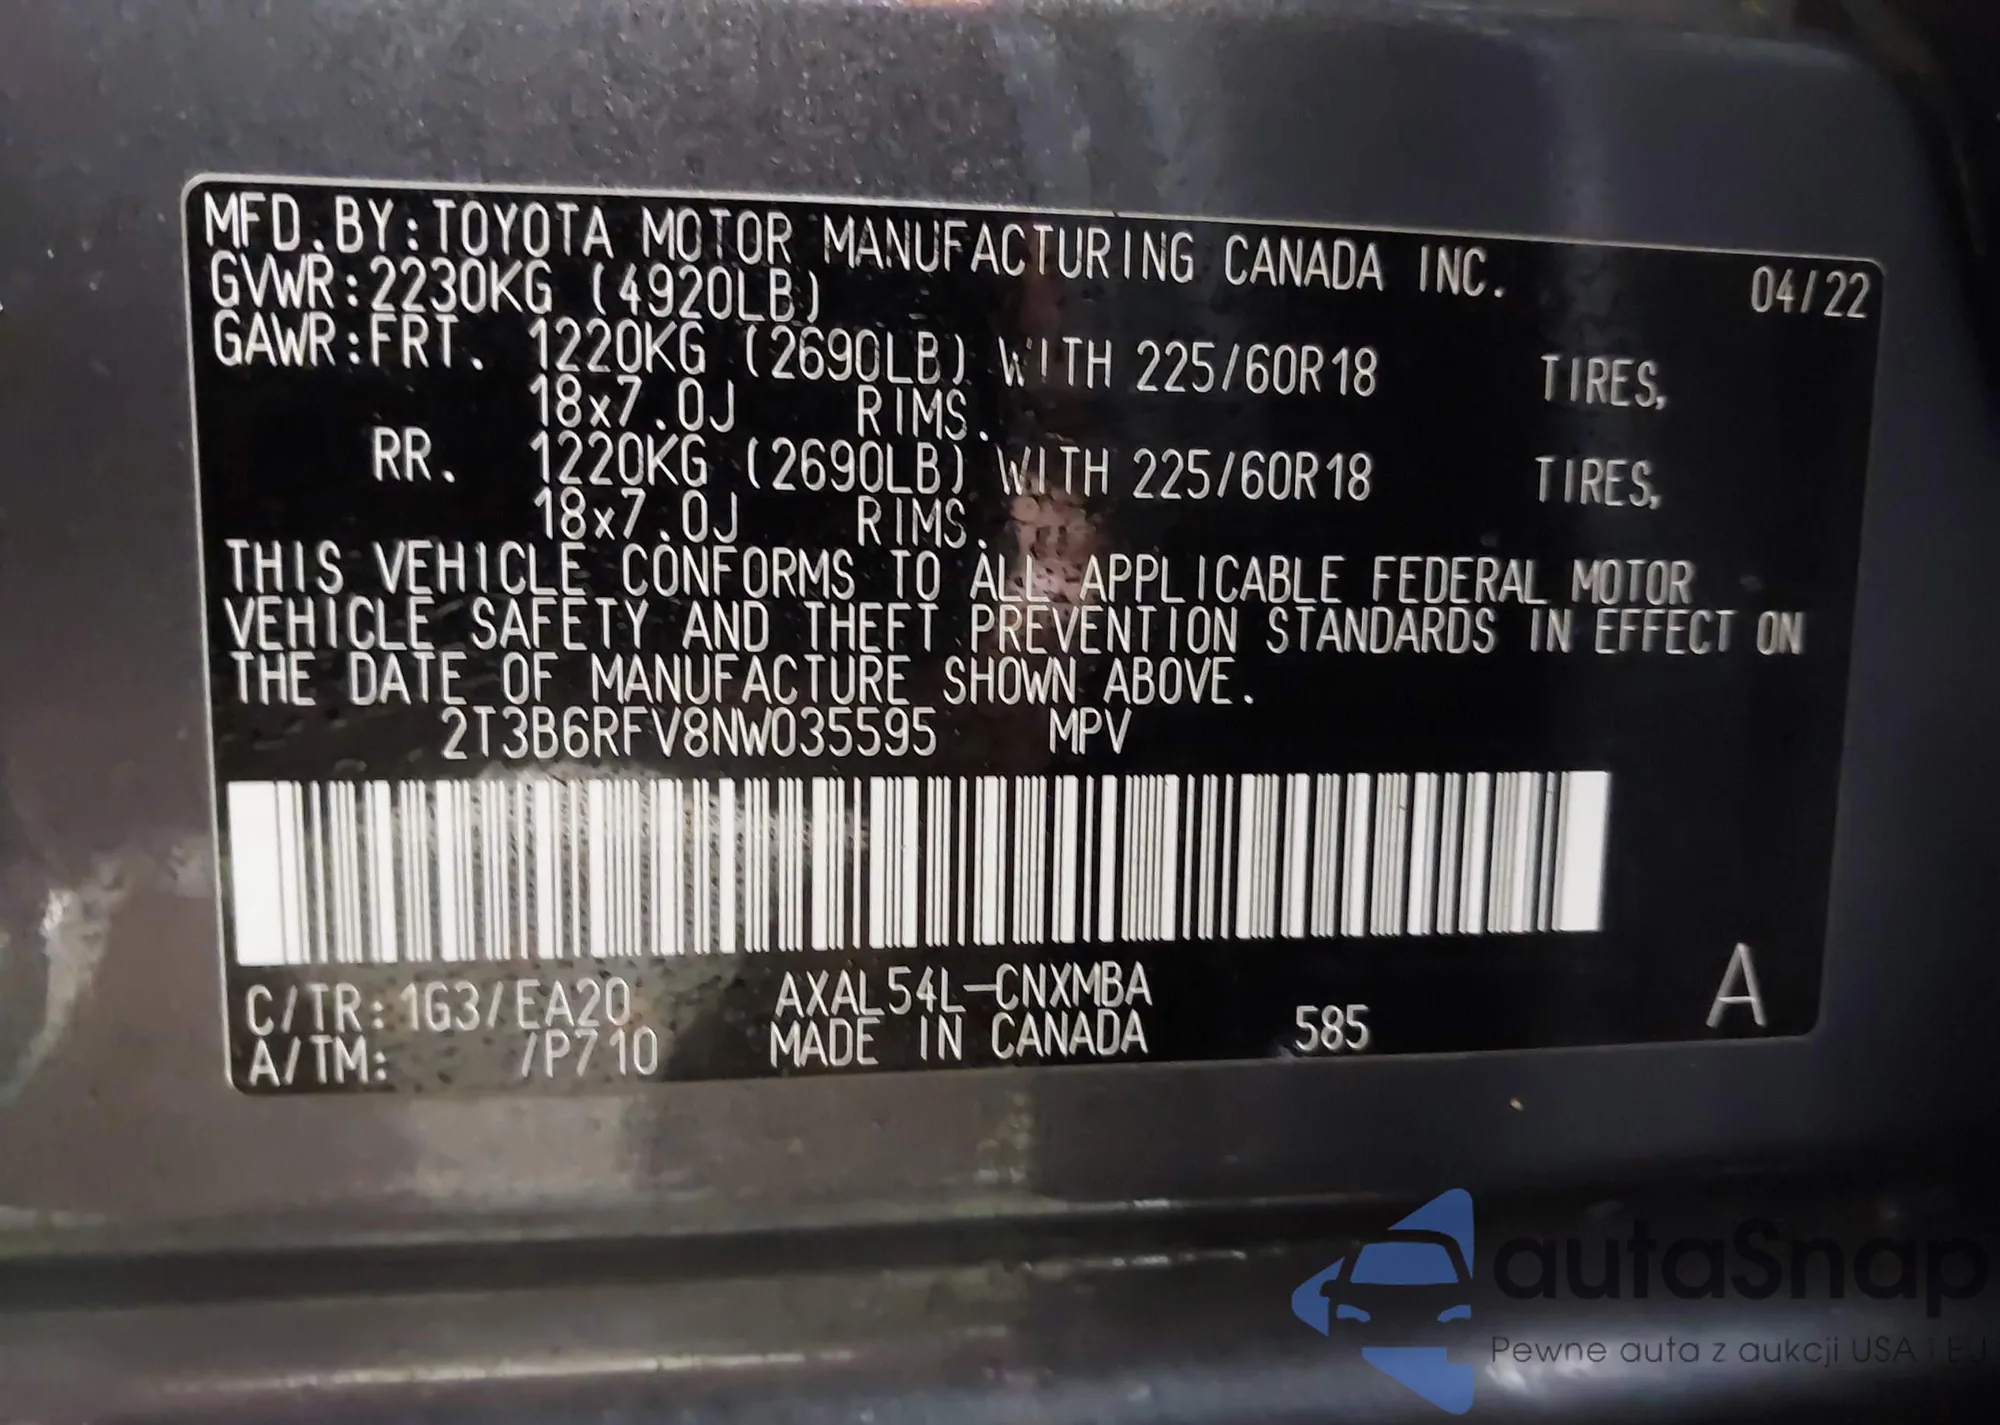 MFD.BY:TOYOTA MOTOR MANUFACTURING CANADA INC. 04/22
GVWR:2230KG (4920LB)
GAWR:FRT. 1220KG (2690LB) WITH 225/60R18 TIRES,
18x7.0J RIMS.
RR. 1220KG (2690LB) WITH 225/60R18 TIRES,
18x7.0J RIMS.
THIS VEHICLE CONFORMS TO ALL APPLICABLE FEDERAL MOTOR
VEHICLE SAFETY AND THEFT PREVENTION STANDARDS IN EFFECT ON
THE DATE OF MANUFACTURE SHOWN ABOVE.
2T3B6RFV8NW035595 MPV
C/TR:1G3/EA20 AXAL54L-CNXMBA
A/TM: /P710 MADE IN CANADA 585 A
autaSnap
Pewne auta z aukcji USA i EU